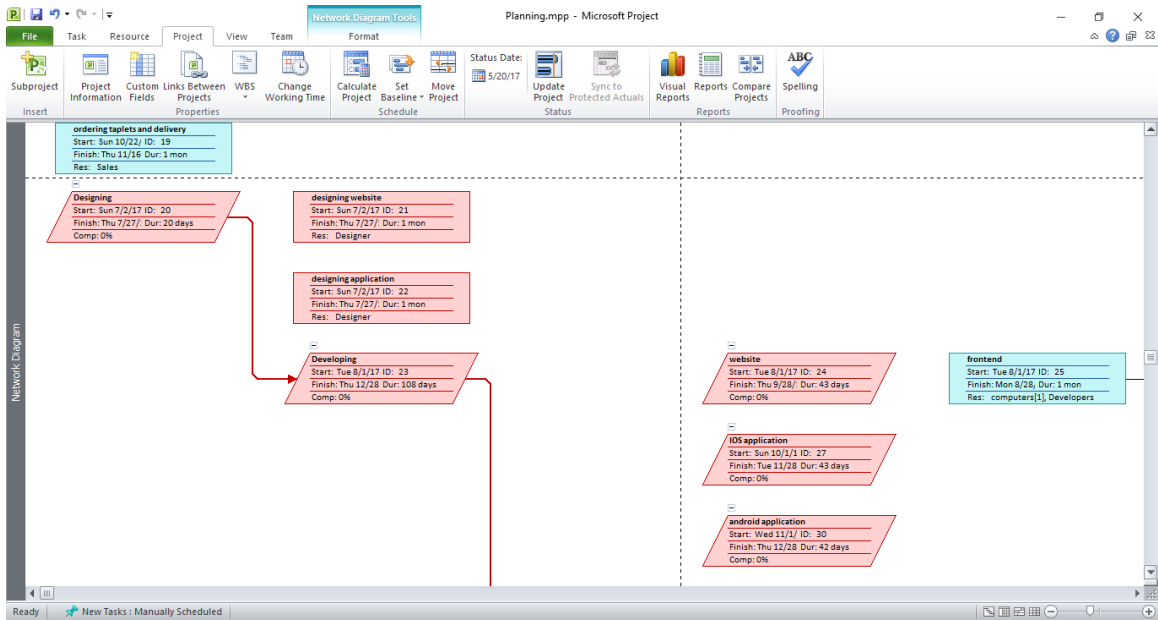 Network Diagram Tools
Planning.mpp - Microsoft Project
File Task Resource Project View Team Format
Subproject
Project Information
Custom Fields
Links Between Projects
WBS
Change Working Time
Calculate Project
Set Baseline
Move Project
Status Date:
5/20/17
Update Project
Sync to Protected Actuals
Visual Reports
Reports
Compare Projects
ABC
Spelling
Insert Properties Schedule Status Reports Proofing
Network Diagram
ordering taplets and delivery
Start: Sun 10/22/ ID: 19
Finish: Thu 11/16 Dur: 1 mon
Res: Sales
Designing
Start: Sun 7/2/17 ID: 20
Finish: Thu 7/27/: Dur: 20 days
Comp: 0%
designing website
Start: Sun 7/2/17 ID: 21
Finish: Thu 7/27/: Dur: 1 mon
Res: Designer
designing application
Start: Sun 7/2/17 ID: 22
Finish: Thu 7/27/: Dur: 1 mon
Res: Designer
Developing
Start: Tue 8/1/17 ID: 23
Finish: Thu 12/28 Dur: 108 days
Comp: 0%
website
Start: Tue 8/1/17 ID: 24
Finish: Thu 9/28/: Dur: 43 days
Comp: 0%
frontend
Start: Tue 8/1/17 ID: 25
Finish: Mon 8/28, Dur: 1 mon
Res: computers[1], Developers
IOS application
Start: Sun 10/1/1 ID: 27
Finish: Tue 11/28 Dur: 43 days
Comp: 0%
android application
Start: Wed 11/1/ ID: 30
Finish: Thu 12/28 Dur: 42 days
Comp: 0%
Ready New Tasks : Manually Scheduled